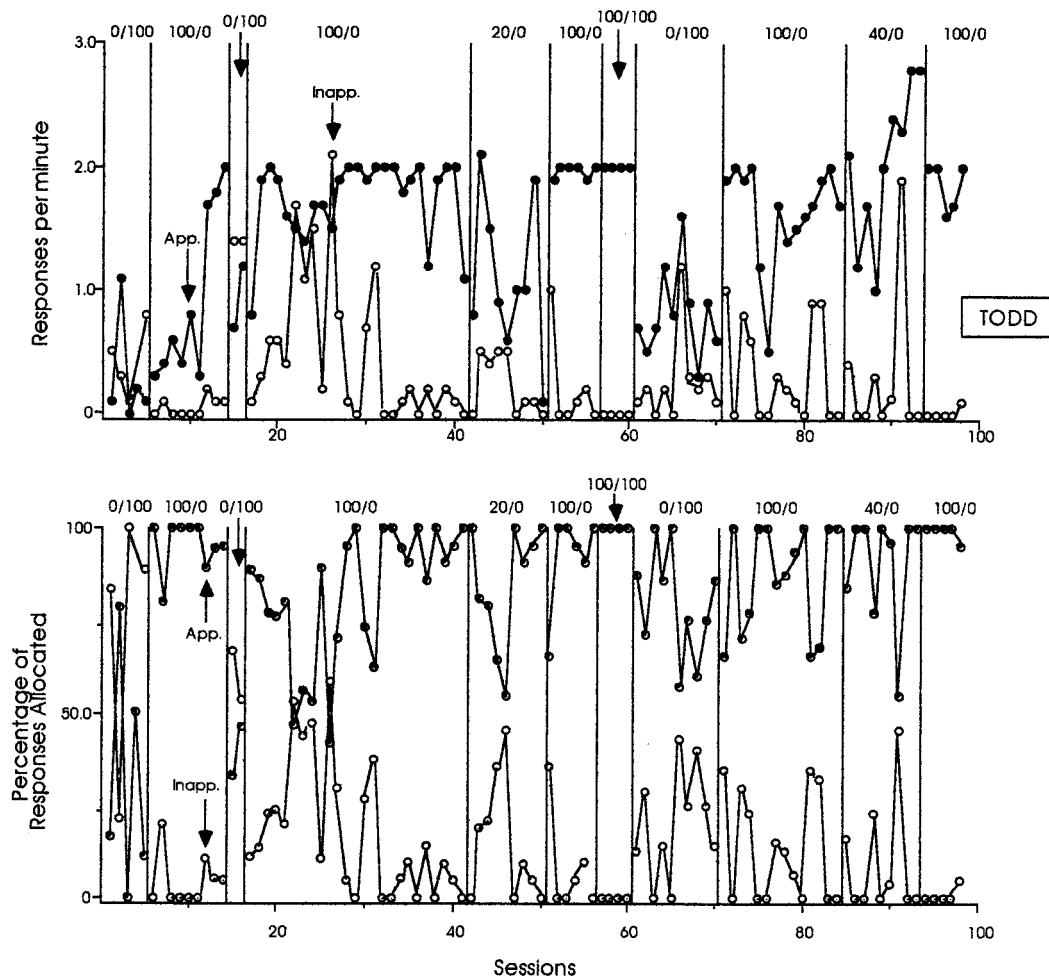 0/100
100/100
0/100 100/0 100/0 20/0 100/0 0/100 100/0 40/0 100/0
3.0
Inapp.
2.0
App.
Responses per minute
1.0
TODD
0
20 40 60 80 100
100/100
0/100 100/0 0/100 100/0 20/0 100/0 0/100 100/0 40/0 100/0
100
App.
Percentage of
Responses Allocated
50.0
Inapp.
0
20 40 60 80 100
Sessions